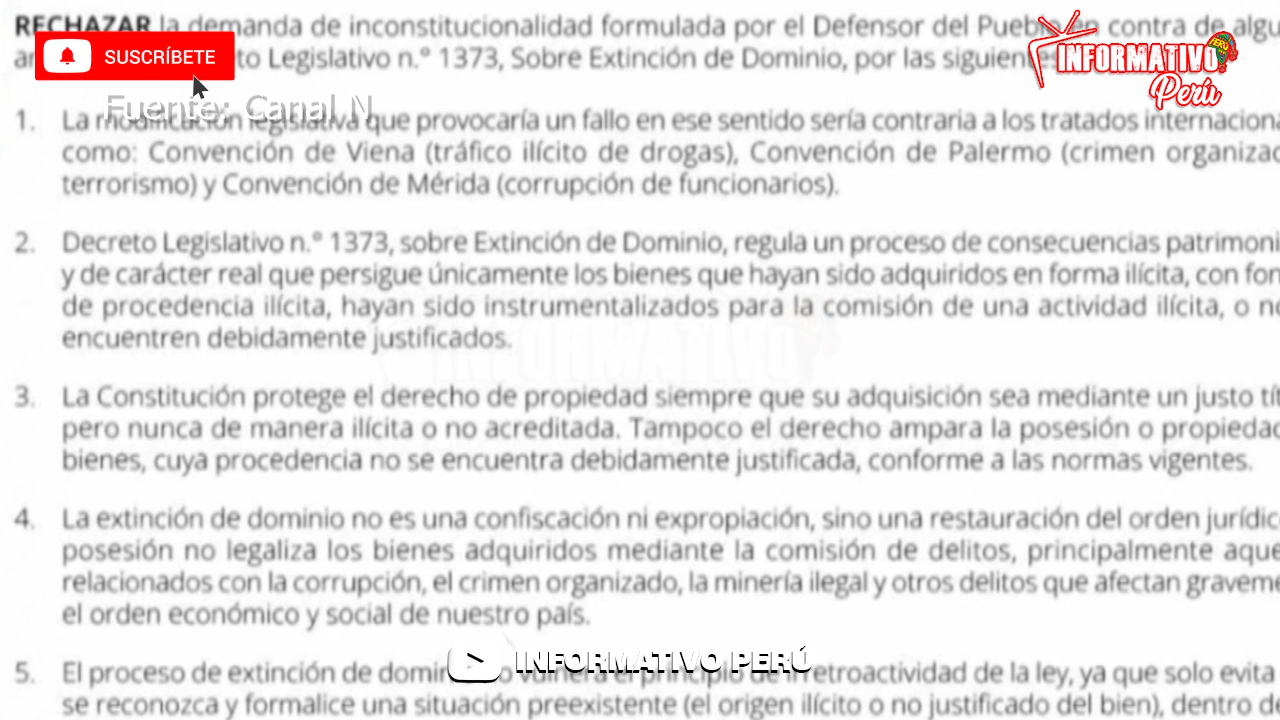 RECHAZAR la demanda de inconstitucionalidad formulada por el Defensor del Pueblo en contra de algu
SUSCRÍBETE
to Legislativo n.° 1373, Sobre Extinción de Dominio, por las siguient
INFORMATIVO
Perú
Fuente: Canal N
1. La modificación legislativa que provocaría un fallo en ese sentido sería contraria a los tratados internaciona
como: Convención de Viena (tráfico ilícito de drogas), Convención de Palermo (crimen organizad
terrorismo) y Convención de Mérida (corrupción de funcionarios).
2. Decreto Legislativo n.° 1373, sobre Extinción de Dominio, regula un proceso de consecuencias patrimoni
y de carácter real que persigue únicamente los bienes que hayan sido adquiridos en forma ilícita, con fon
de procedencia ilícita, hayan sido instrumentalizados para la comisión de una actividad ilícita, o no
encuentren debidamente justificados.
INFORMATIVO
3. La Constitución protege el derecho de propiedad siempre que su adquisición sea mediante un justo tít
pero nunca de manera ilícita o no acreditada. Tampoco el derecho ampara la posesión o propiedad
bienes, cuya procedencia no se encuentra debidamente justificada, conforme a las normas vigentes.
4. La extinción de dominio no es una confiscación ni expropiación, sino una restauración del orden jurídic
posesión no legaliza los bienes adquiridos mediante la comisión de delitos, principalmente aque
relacionados con la corrupción, el crimen organizado, la minería ilegal y otros delitos que afectan graveme
el orden económico y social de nuestro país.
INFORMATIVO PERÚ
5. El proceso de extinción de domin vulnera el principio de irretroactividad de la ley, ya que solo evita
se reconozca y formalice una situación preexistente (el origen ilícito o no justificado del bien), dentro de